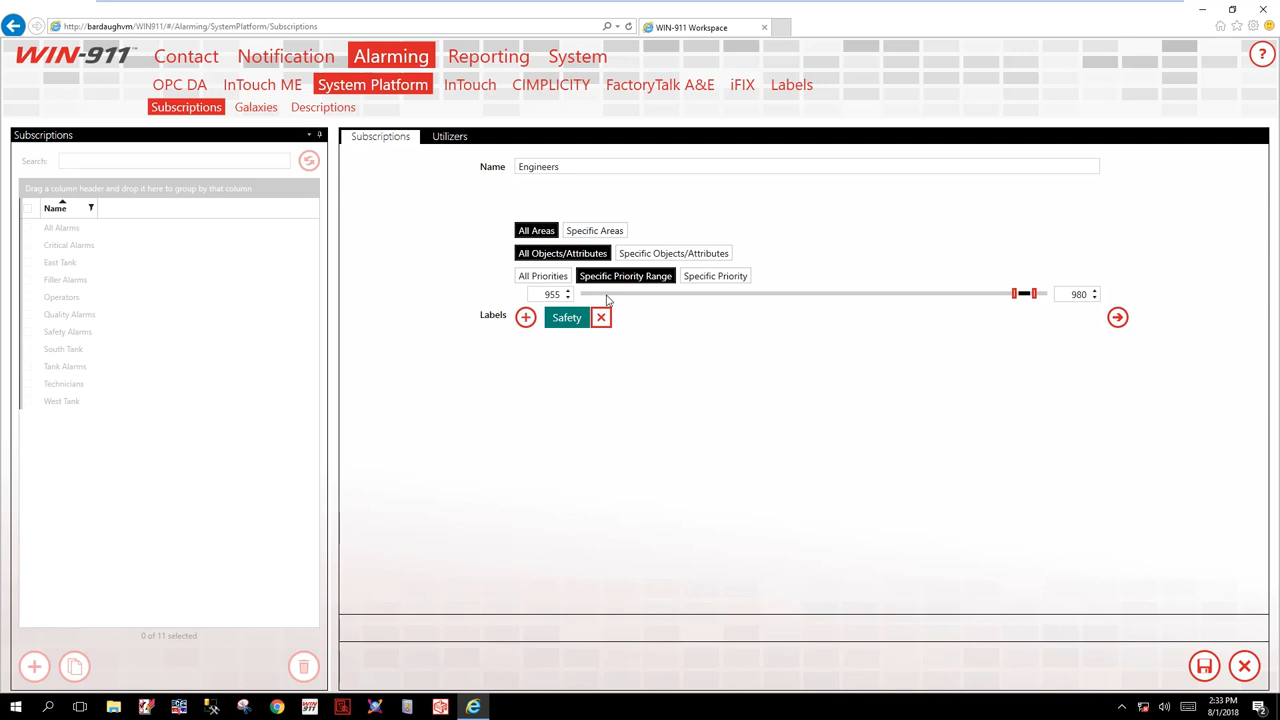 http://bardaughvm/WIN911/#/Alarming/SystemPlatform/Subscriptions
WIN-911 Workspace
WIN-911
Contact Notification Alarming Reporting System
?
OPC DA InTouch ME System Platform InTouch CIMPLICITY FactoryTalk A&E iFIX Labels
Subscriptions Galaxies Descriptions
Subscriptions
Search:
Drag a column header and drop it here to group by that column
Name
All Alarms
Critical Alarms
East Tank
Filler Alarms
Operators
Quality Alarms
Safety Alarms
South Tank
Tank Alarms
Technicians
West Tank
0 of 11 selected
Subscriptions Utilizers
Name Engineers
All Areas Specific Areas
All Objects/Attributes Specific Objects/Attributes
All Priorities Specific Priority Range Specific Priority
955 980
Labels Safety
2:33 PM
8/1/2018
2